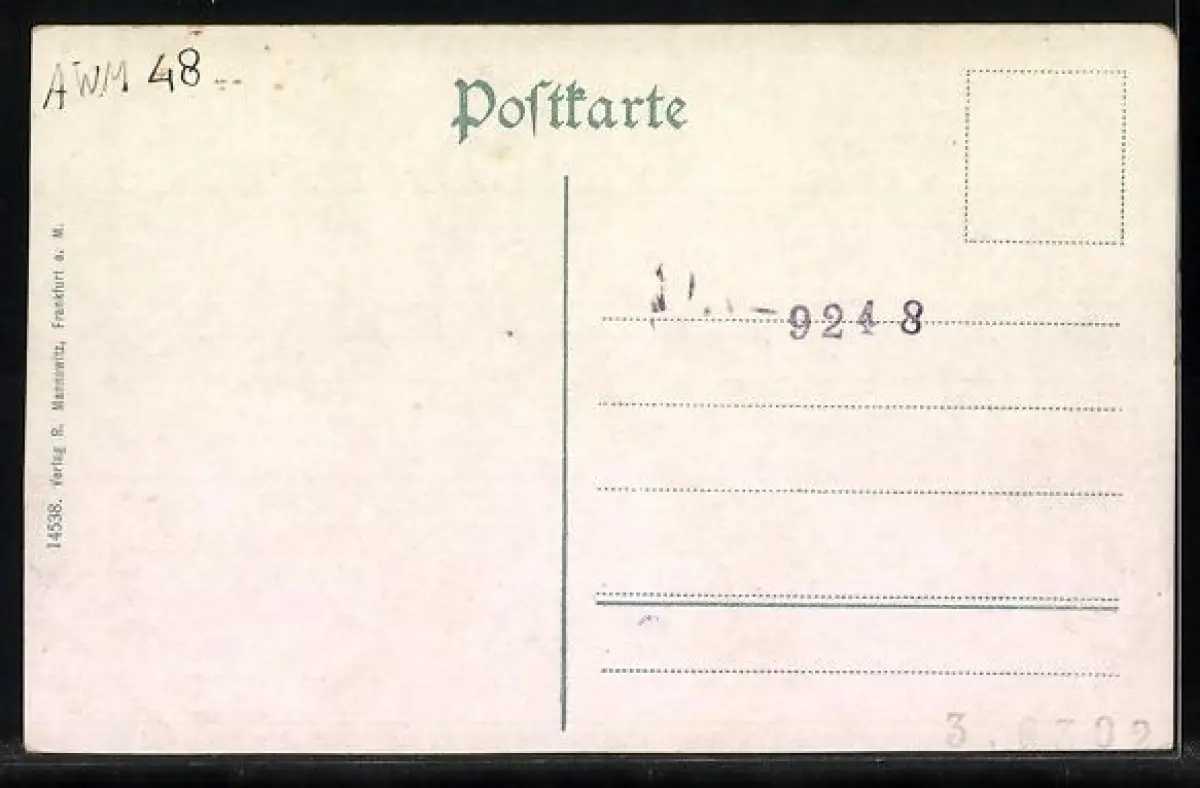 AWM 48
Postkarte
14538. Verlag R. Mannewitz, Frankfurt a. M.
9248